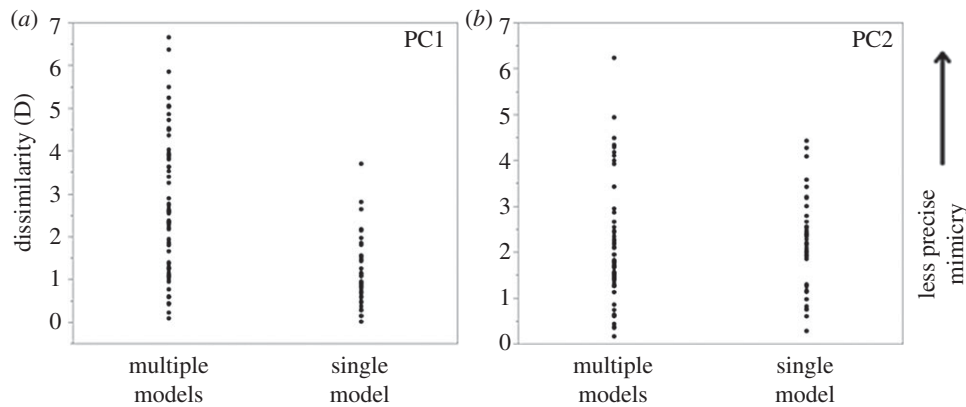 (a)
PC1
7
6
5
4
3
2
1
0
dissimilarity (D)
multiple models
single model
(b)
PC2
7
6
5
4
3
2
1
0
multiple models
single model
less precise
mimicry